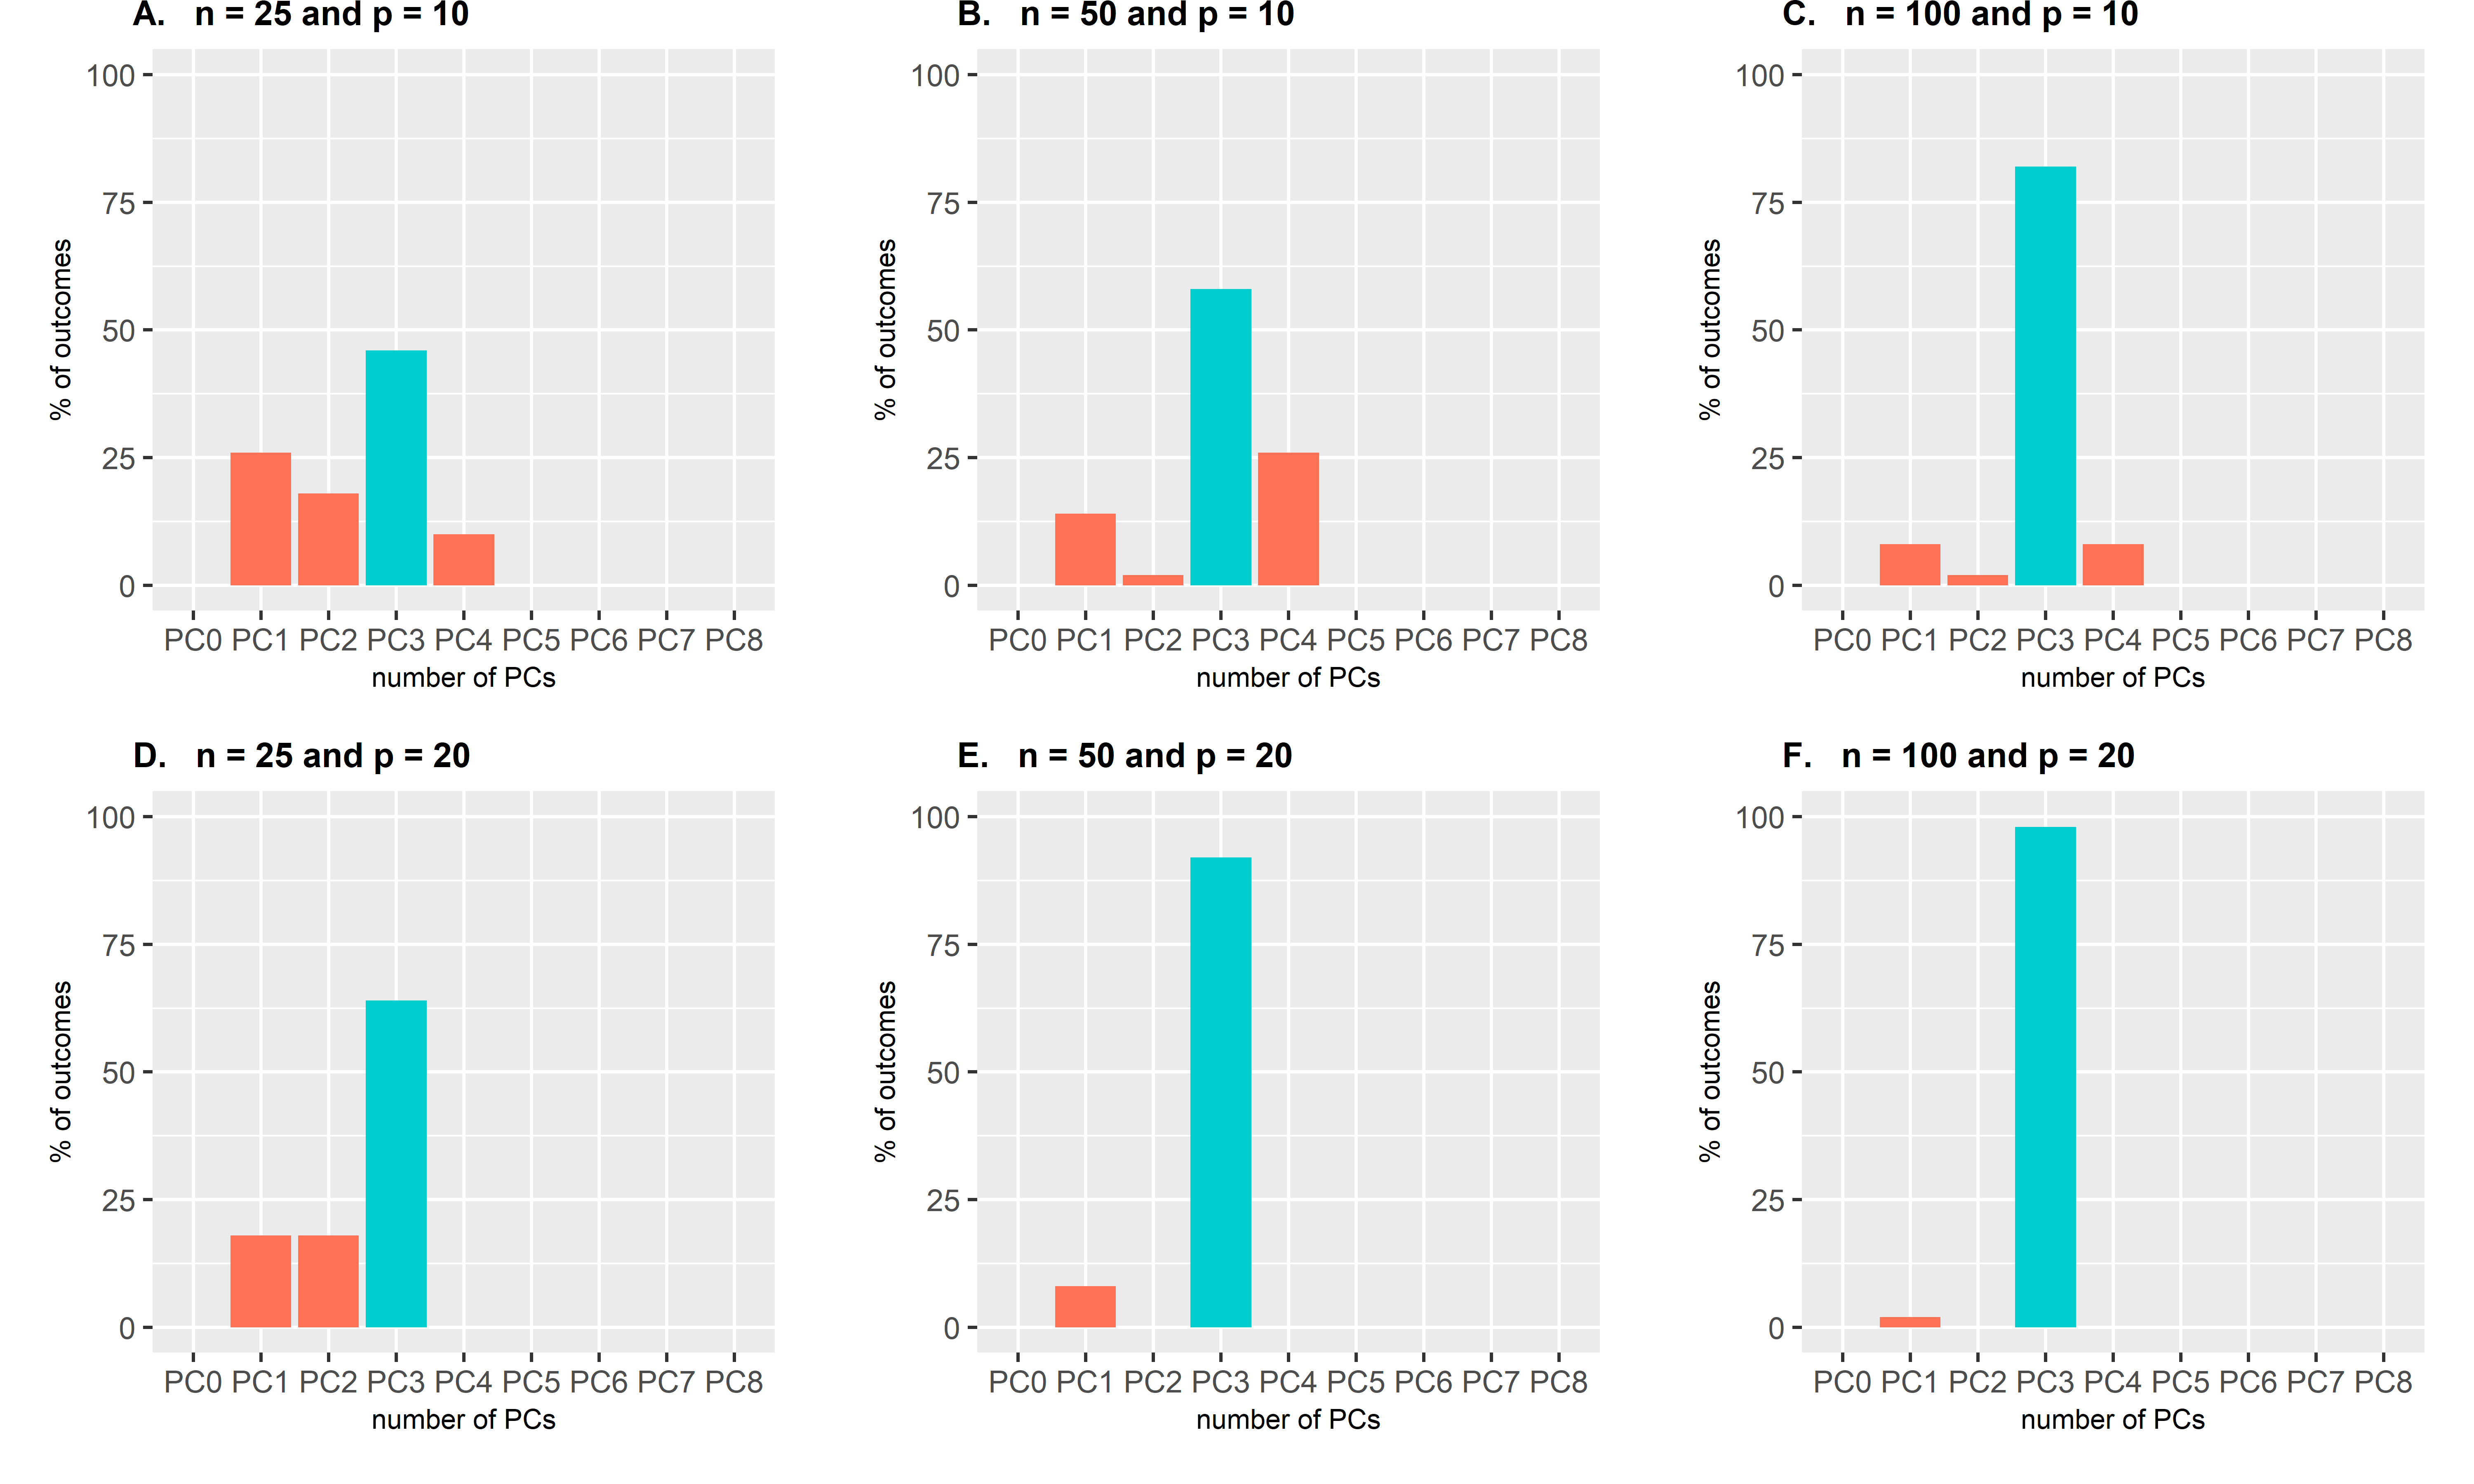 A. n = 25 and p = 10
100
75
50
25
0
% of outcomes
PC0 PC1 PC2 PC3 PC4 PC5 PC6 PC7 PC8
number of PCs
B. n = 50 and p = 10
100
75
50
25
0
% of outcomes
PC0 PC1 PC2 PC3 PC4 PC5 PC6 PC7 PC8
number of PCs
C. n = 100 and p = 10
100
75
50
25
0
% of outcomes
PC0 PC1 PC2 PC3 PC4 PC5 PC6 PC7 PC8
number of PCs
D. n = 25 and p = 20
100
75
50
25
0
% of outcomes
PC0 PC1 PC2 PC3 PC4 PC5 PC6 PC7 PC8
number of PCs
E. n = 50 and p = 20
100
75
50
25
0
% of outcomes
PC0 PC1 PC2 PC3 PC4 PC5 PC6 PC7 PC8
number of PCs
F. n = 100 and p = 20
100
75
50
25
0
% of outcomes
PC0 PC1 PC2 PC3 PC4 PC5 PC6 PC7 PC8
number of PCs